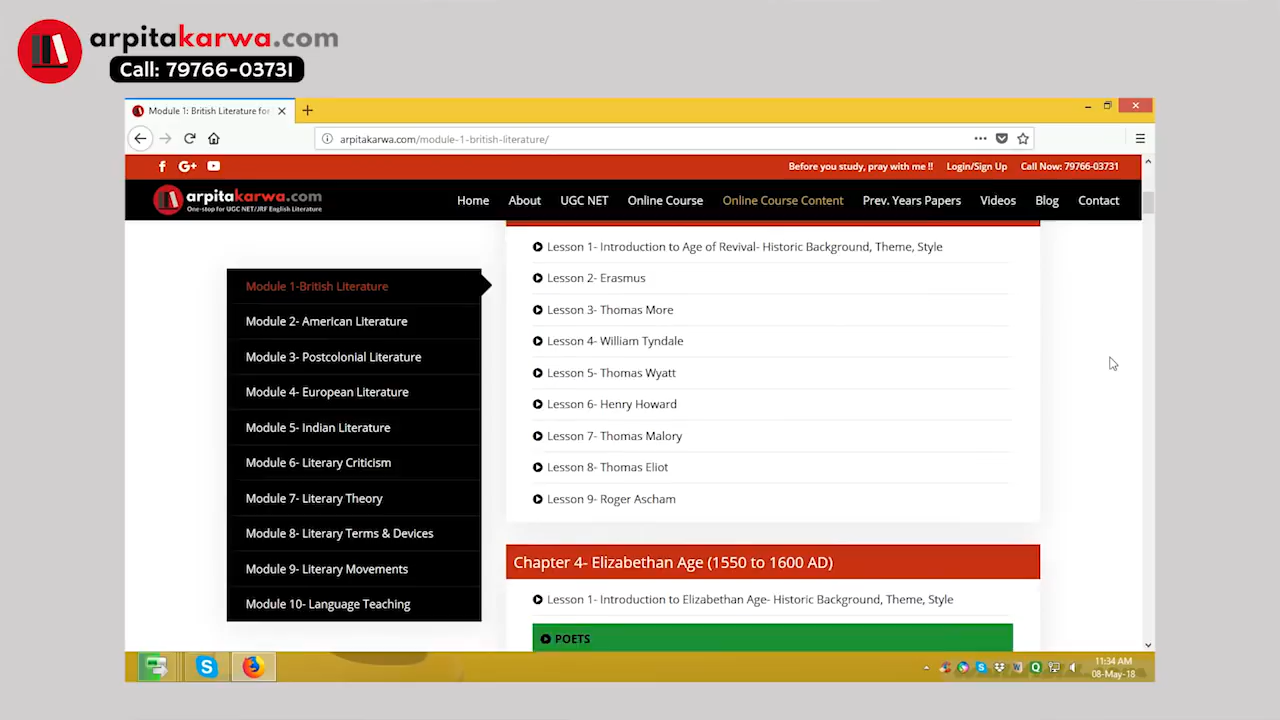 arpitakarwa.com
Call: 79766-03731
Module 1: British Literature for
arpitakarwa.com/module-1-british-literature/
Before you study, pray with me !!
Login/Sign Up
Call Now: 79766-03731
arpitakarwa.com
One-stop for UGC NET/JRF English Literature
Home
About
UGC NET
Online Course
Online Course Content
Prev. Years Papers
Videos
Blog
Contact
Module 1-British Literature
Module 2- American Literature
Module 3- Postcolonial Literature
Module 4- European Literature
Module 5- Indian Literature
Module 6- Literary Criticism
Module 7- Literary Theory
Module 8- Literary Terms & Devices
Module 9- Literary Movements
Module 10- Language Teaching
Lesson 1- Introduction to Age of Revival- Historic Background, Theme, Style
Lesson 2- Erasmus
Lesson 3- Thomas More
Lesson 4- William Tyndale
Lesson 5- Thomas Wyatt
Lesson 6- Henry Howard
Lesson 7- Thomas Malory
Lesson 8- Thomas Eliot
Lesson 9- Roger Ascham
Chapter 4- Elizabethan Age (1550 to 1600 AD)
Lesson 1- Introduction to Elizabethan Age- Historic Background, Theme, Style
POETS
11:34 AM
08-May-18